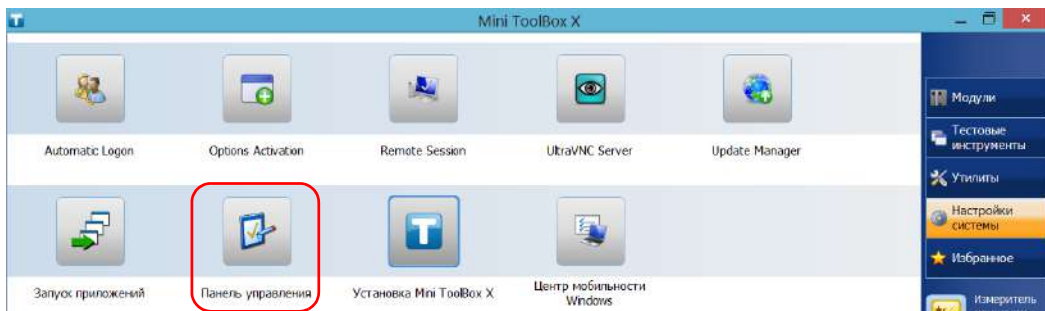 Mini ToolBox X
Automatic Logon
Options Activation
Remote Session
UltraVNC Server
Update Manager
Запуск приложений
Панель управления
Установка Mini ToolBox X
Центр мобильности
Windows
Модули
Тестовые
инструменты
Утилиты
Настройки
системы
Избранное
Измеритель